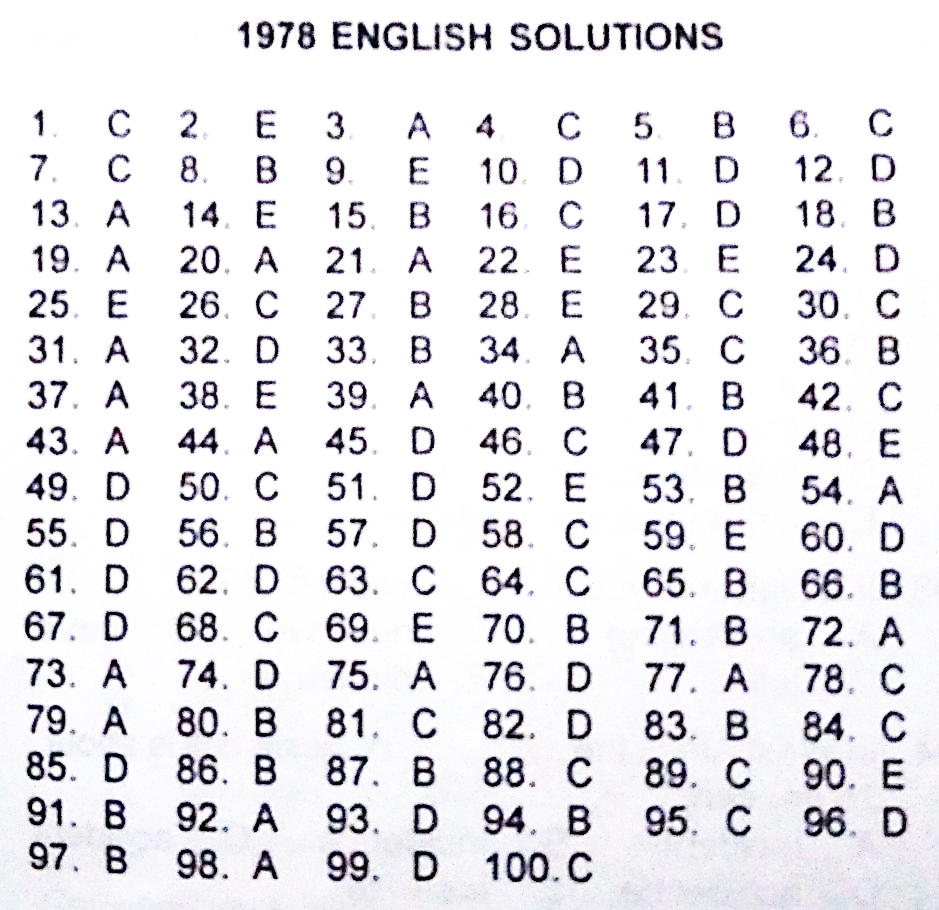 1978 ENGLISH SOLUTIONS
1. C 2. E 3. A 4. C 5. B 6. C
7. C 8. B 9. E 10. D 11. D 12. D
13. A 14. E 15. B 16. C 17. D 18. B
19. A 20. A 21. A 22. E 23. E 24. D
25. E 26. C 27. B 28. E 29. C 30. C
31. A 32. D 33. B 34. A 35. C 36. B
37. A 38. E 39. A 40. B 41. B 42. C
43. A 44. A 45. D 46. C 47. D 48. E
49. D 50. C 51. D 52. E 53. B 54. A
55. D 56. B 57. D 58. C 59. E 60. D
61. D 62. D 63. C 64. C 65. B 66. B
67. D 68. C 69. E 70. B 71. B 72. A
73. A 74. D 75. A 76. D 77. A 78. C
79. A 80. B 81. C 82. D 83. B 84. C
85. D 86. B 87. B 88. C 89. C 90. E
91. B 92. A 93. D 94. B 95. C 96. D
97. B 98. A 99. D 100. C